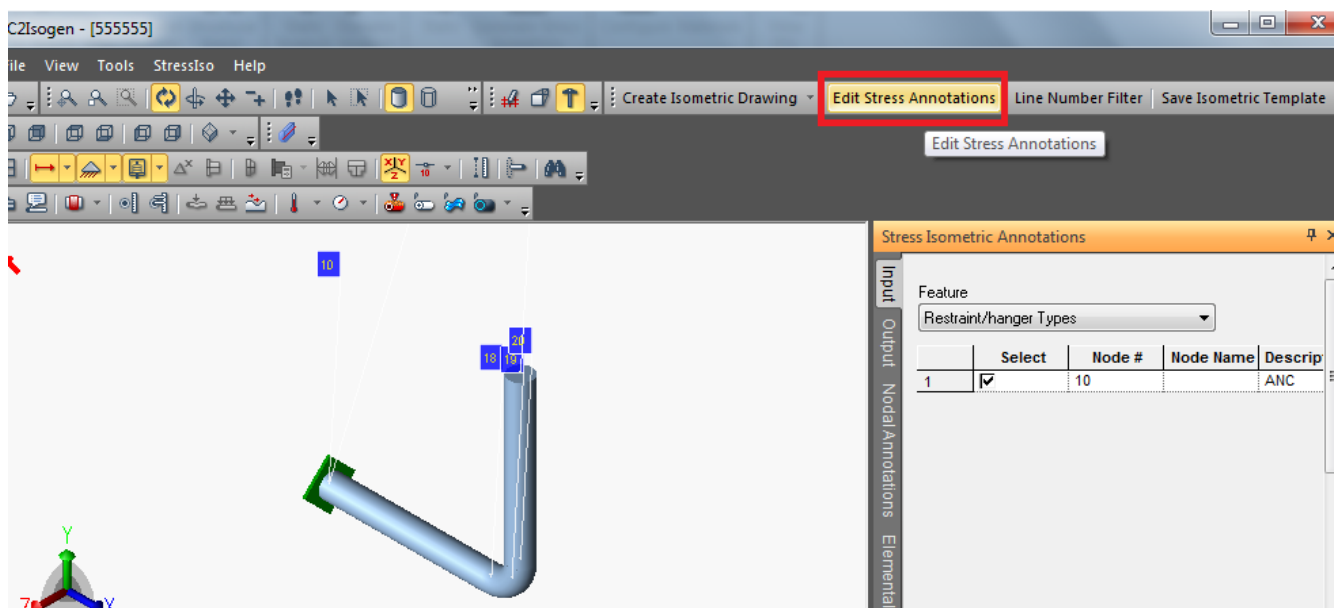 C2Isogen - [555555]
File View Tools StressIso Help
Create Isometric Drawing Edit Stress Annotations Line Number Filter Save Isometric Template
Edit Stress Annotations
Stress Isometric Annotations
Input
Output
Nodal Annotations
Elemental
Feature
Restraint/hanger Types
Select Node # Node Name Descrip
1 10 ANC
10
20
18 19
Y
Z X